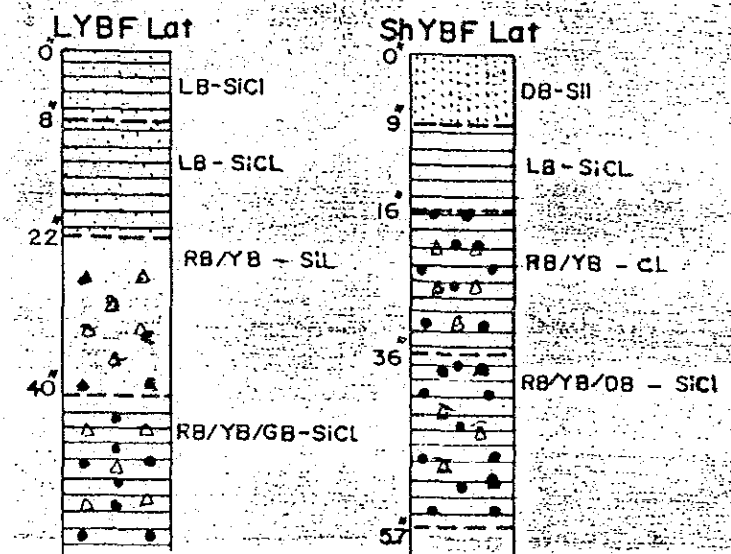 LYBF Lat
0"
LB-SiCl
8"
LB-SiCL
22"
RB/YB - SiL
40"
RB/YB/GB-SiCL
ShYBF Lat
0"
DB-Sil
9"
LB-SiCL
16"
RB/YB - CL
36"
RB/YB/DB - SiCl
57"